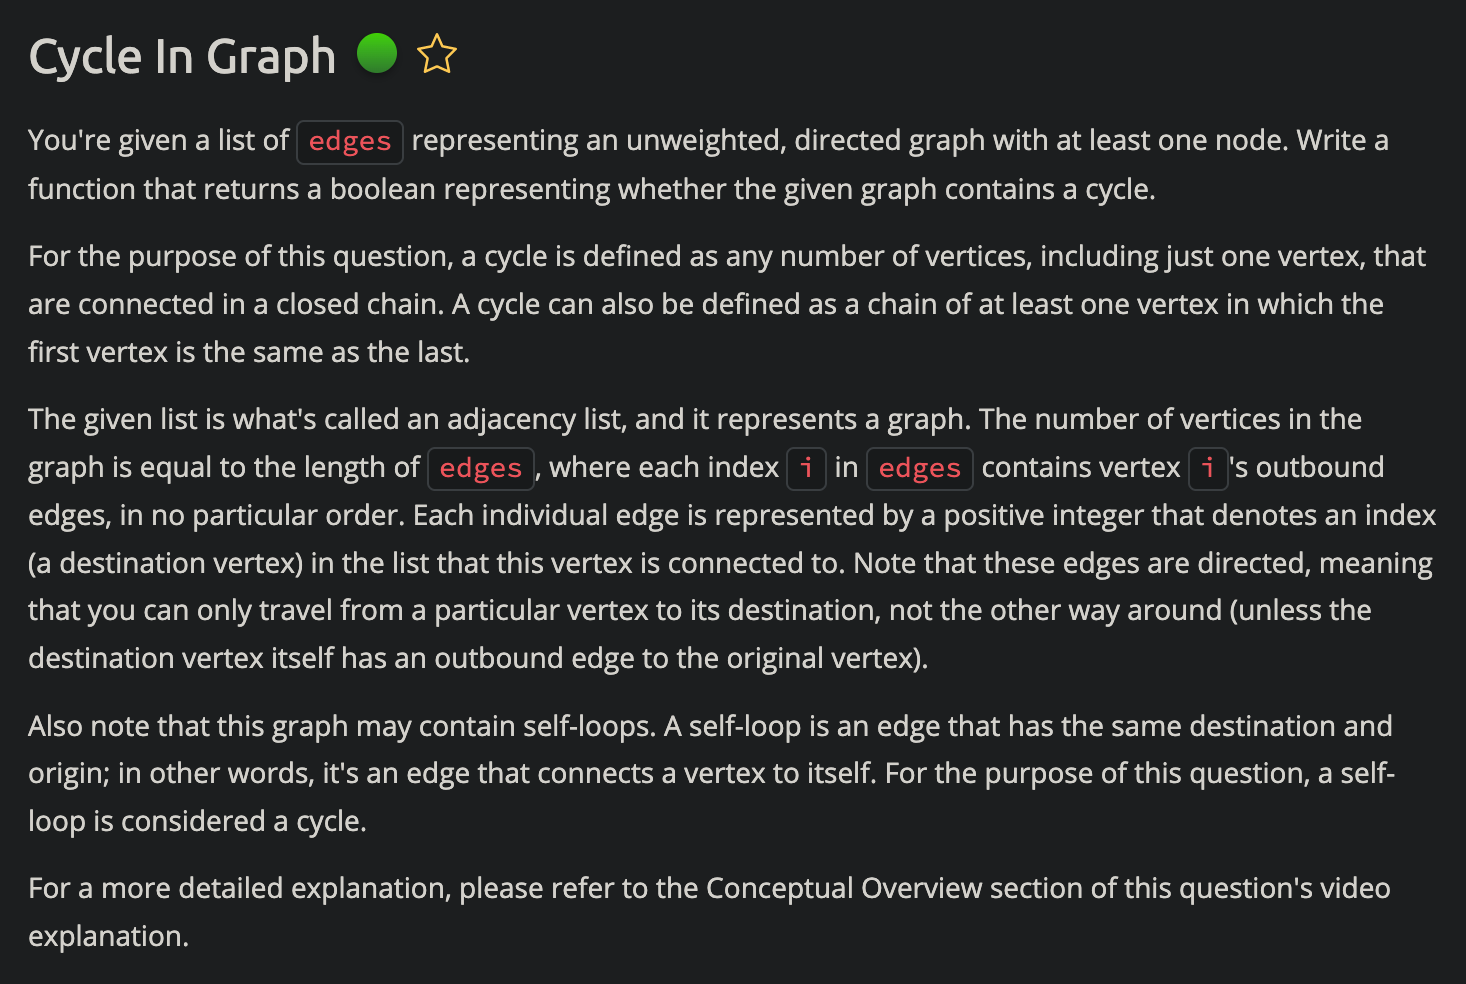 Cycle In Graph
You're given a list of edges representing an unweighted, directed graph with at least one node. Write a
function that returns a boolean representing whether the given graph contains a cycle.
For the purpose of this question, a cycle is defined as any number of vertices, including just one vertex, that
are connected in a closed chain. A cycle can also be defined as a chain of at least one vertex in which the
first vertex is the same as the last.
The given list is what's called an adjacency list, and it represents a graph. The number of vertices in the
graph is equal to the length of edges, where each index i in edges contains vertex i's outbound
edges, in no particular order. Each individual edge is represented by a positive integer that denotes an index
(a destination vertex) in the list that this vertex is connected to. Note that these edges are directed, meaning
that you can only travel from a particular vertex to its destination, not the other way around (unless the
destination vertex itself has an outbound edge to the original vertex).
Also note that this graph may contain self-loops. A self-loop is an edge that has the same destination and
origin; in other words, it's an edge that connects a vertex to itself. For the purpose of this question, a self-
loop is considered a cycle.
For a more detailed explanation, please refer to the Conceptual Overview section of this question's video
explanation.